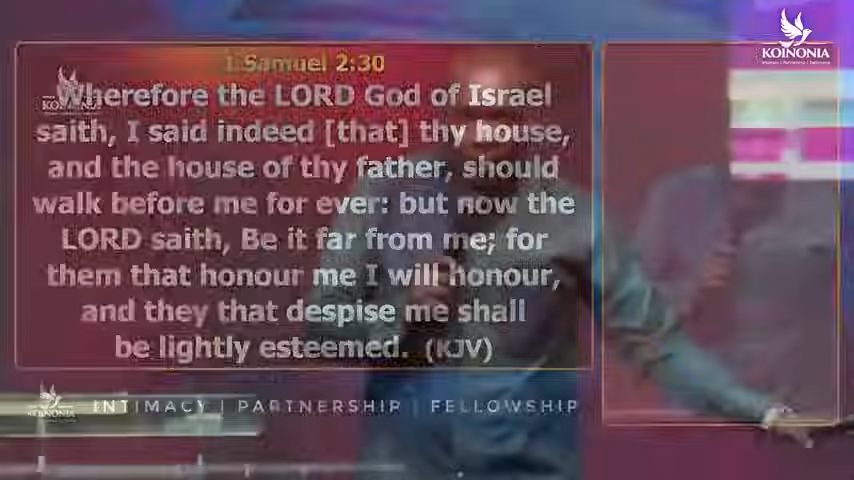 KOINONIA
1 Samuel 2:30
Wherefore the LORD God of Israel
saith, I said indeed [that] thy house,
and the house of thy father, should
walk before me for ever: but now the
LORD saith, Be it far from me; for
them that honour me I will honour,
and they that despise me shall
be lightly esteemed. (KJV)
KOINONIA
INTIMACY | PARTNERSHIP | FELLOWSHIP